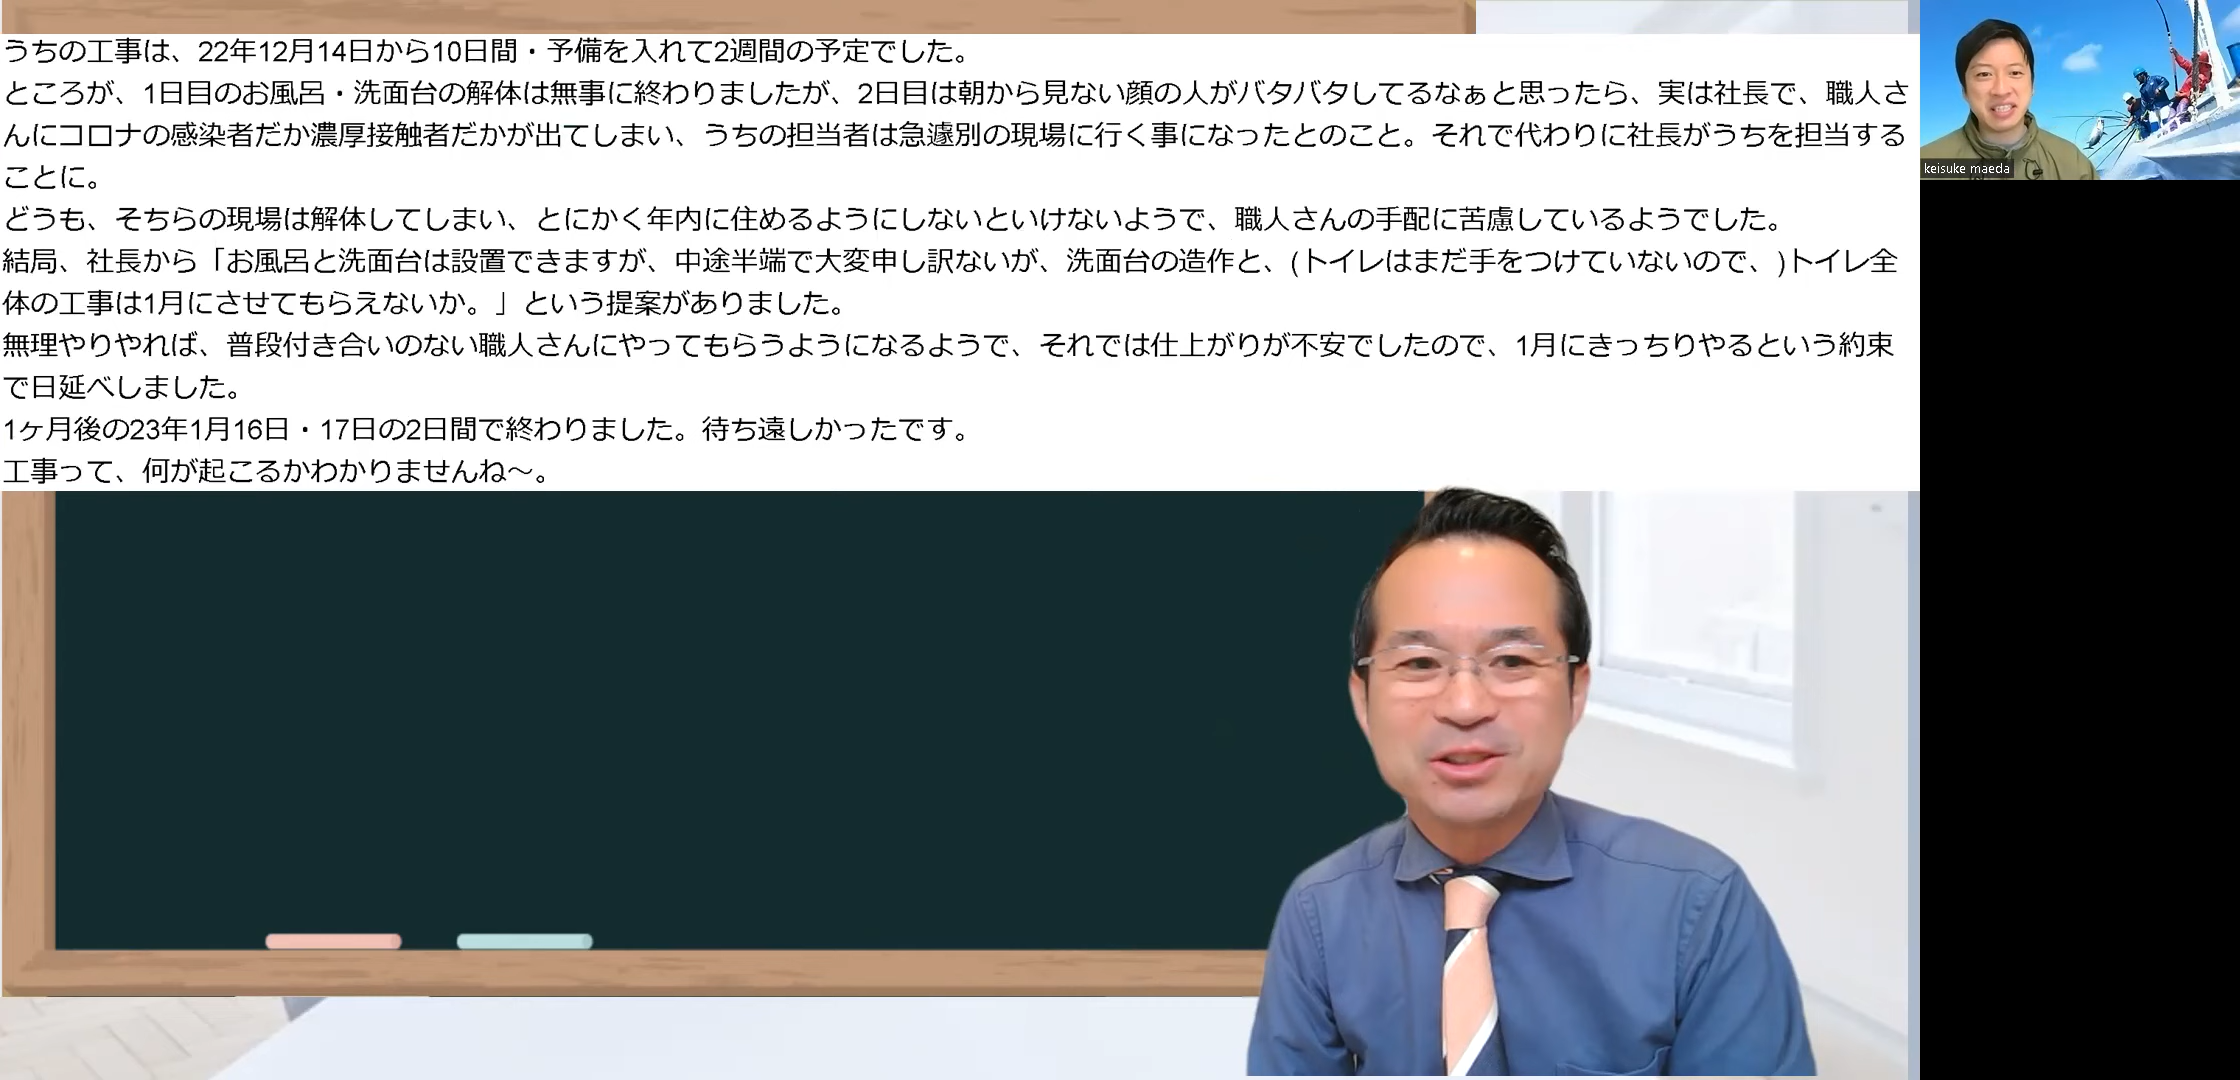 うちの工事は、22年12月14日から10日間・予備を入れて2週間の予定でした。
ところが、1日目のお風呂・洗面台の解体は無事に終わりましたが、2日目は朝から見ない顔の人がバタバタしてるなぁと思ったら、実は社長で、職人さ
んにコロナの感染者だか濃厚接触者だかが出てしまい、うちの担当者は急遽別の現場に行く事になったとのこと。それで代わりに社長がうちを担当する
ことに。
どうも、そちらの現場は解体してしまい、とにかく年内に住めるようにしないといけないようで、職人さんの手配に苦慮しているようでした。
結局、社長から「お風呂と洗面台は設置できますが、中途半端で大変申し訳ないが、洗面台の造作と、(トイレはまだ手をつけていないので、)トイレ全
体の工事は1月にさせてもらえないか。」という提案がありました。
無理やりやれば、普段付き合いのない職人さんにやってもらうようになるようで、それでは仕上がりが不安でしたので、1月にきっちりやるという約束
で日延べしました。
1ヶ月後の23年1月16日・17日の2日間で終わりました。待ち遠しかったです。
工事って、何が起こるかわかりませんね〜。
keisuke maeda